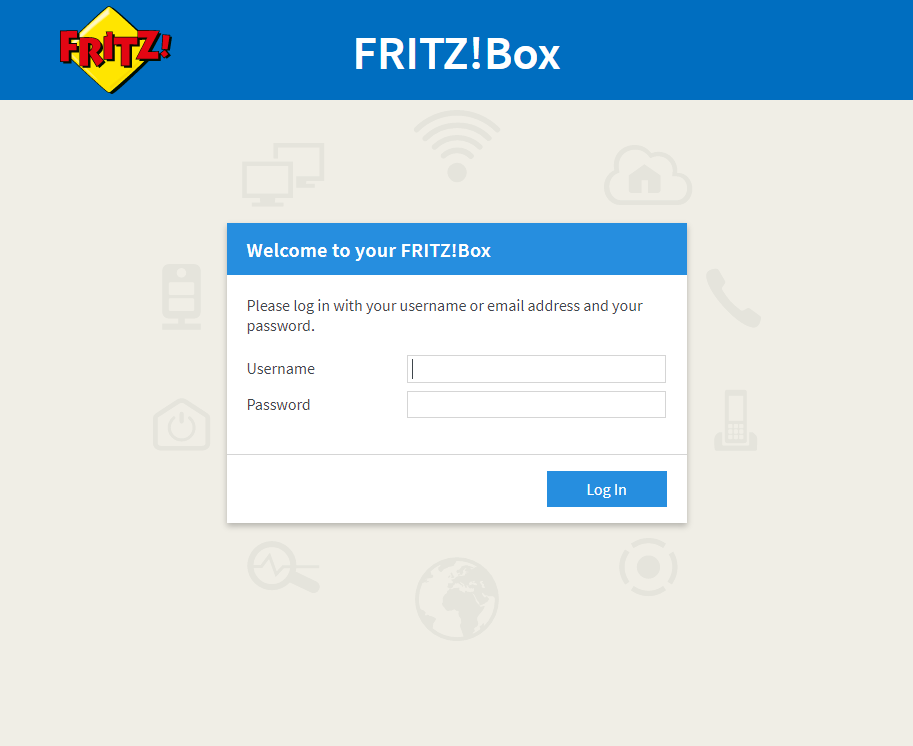 FRITZ!
FRITZ!Box
Welcome to your FRITZ!Box
Please log in with your username or email address and your
password.
Username
Password
Log In